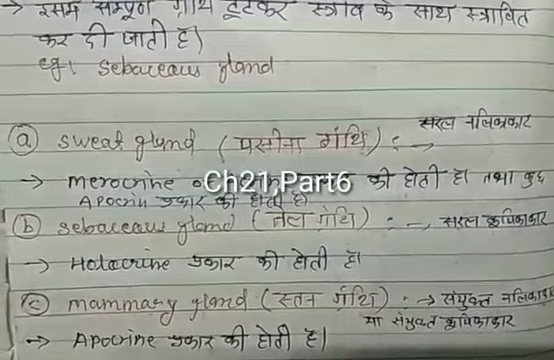 → इसमें सम्पूर्ण ग्रंथि टूटकर स्त्राव के साथ स्त्रावित
कर दी जाती है)
eg: sebaceous gland
ⓐ sweat gland (पसीना ग्रंथि) : → सरल नलिकाकार
→ merocrine की होती है। तथा कुछ
Apocrin प्रकार की होती है)
Ch21,Part6
ⓑ sebaceous gland (तेल ग्रंथि) : → सरल कूपिकाकार
→ Holocrine प्रकार की होती है।
ⓒ mammary gland (स्तन ग्रंथि) : → संयुक्त नलिकाकार
या संयुक्त कूपिकाकार
→ Apocrine प्रकार की होती है।